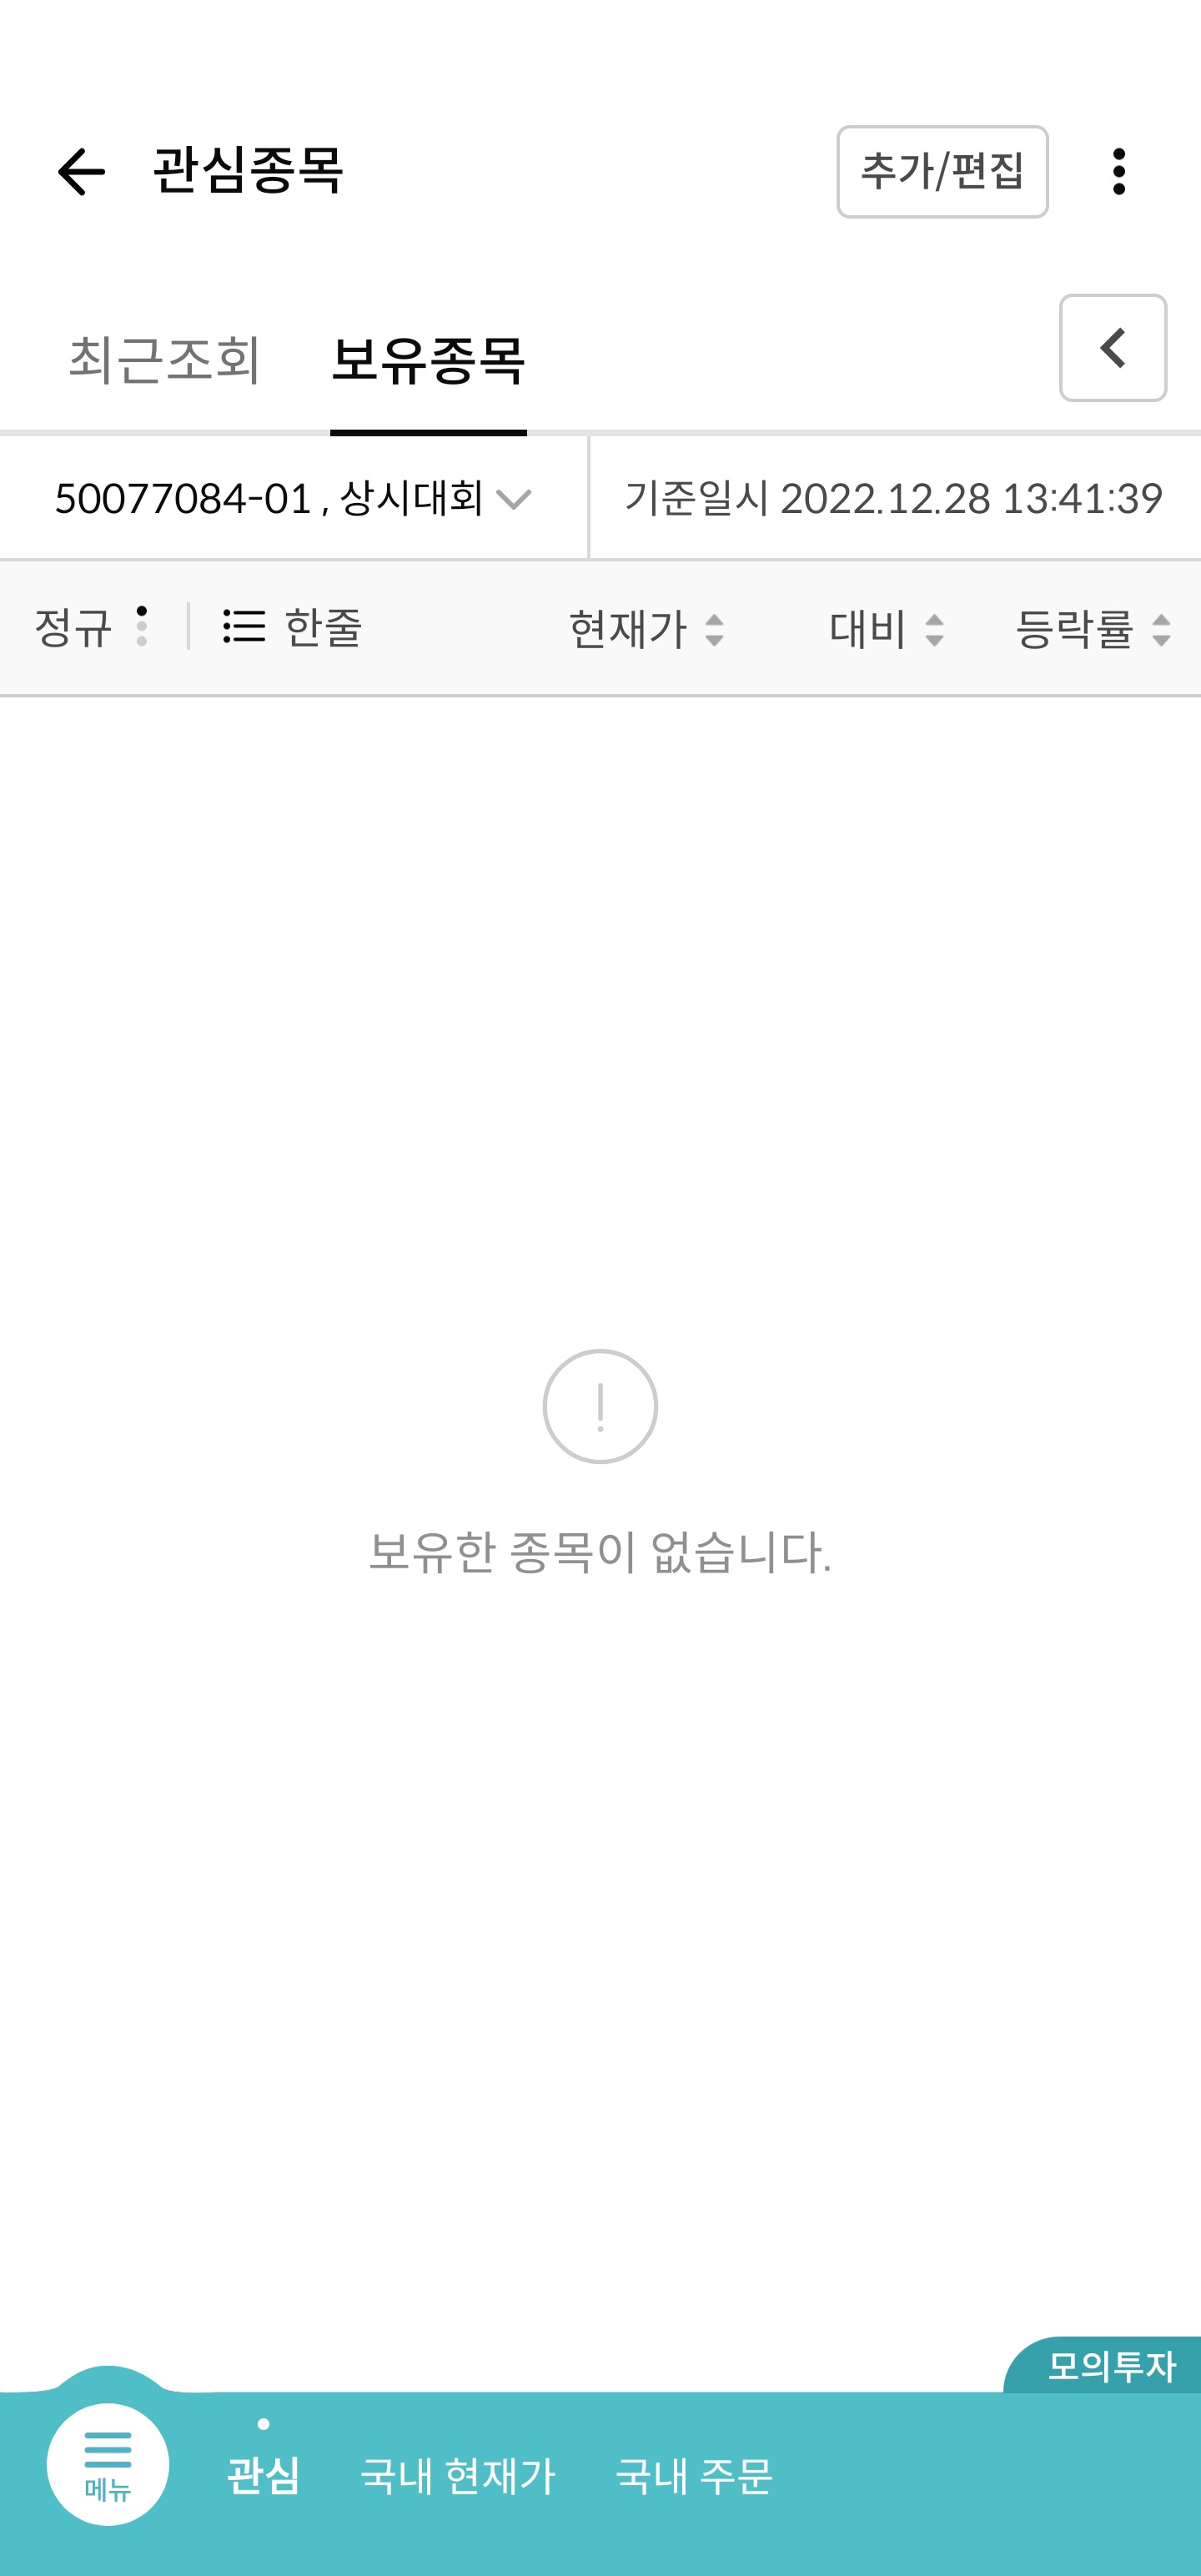 관심종목 추가/편집
최근조회 보유종목
50077084-01 , 상시대회 기준일시 2022.12.28 13:41:39
정규 한줄 현재가 대비 등락률
보유한 종목이 없습니다.
모의투자
메뉴 관심 국내 현재가 국내 주문